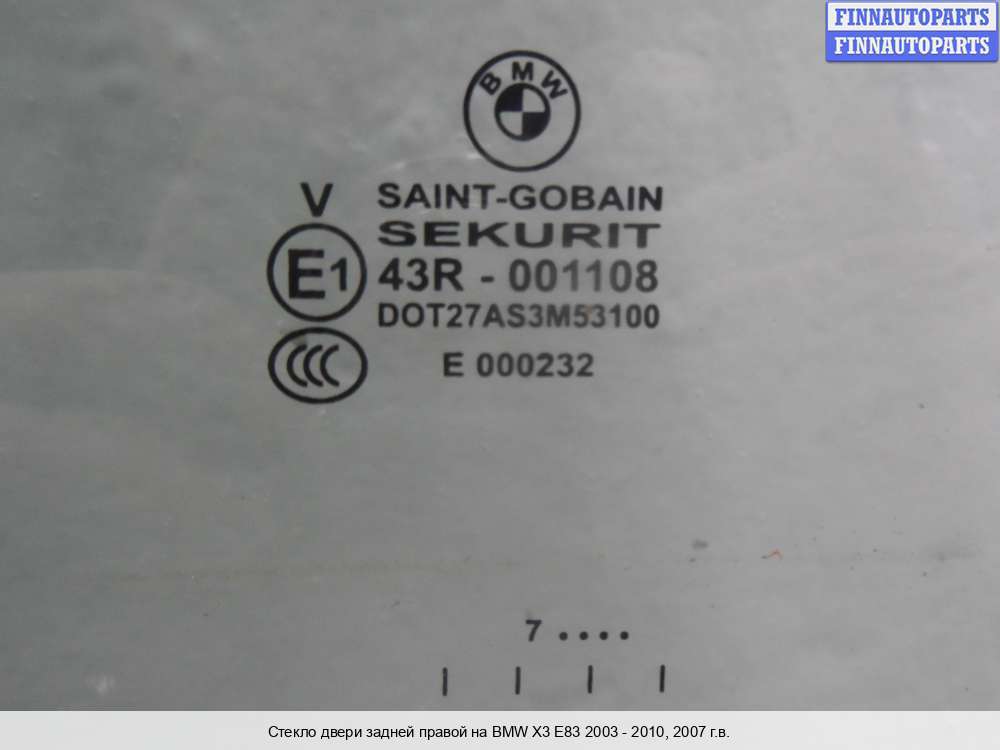 FINNAUTOPARTS
FINNAUTOPARTS
BMW
V
SAINT-GOBAIN
SEKURIT
E1 43R - 001108
DOT27AS3M53100
CCC
E 000232
7 ....
Стекло двери задней правой на BMW X3 E83 2003 - 2010, 2007 г.в.